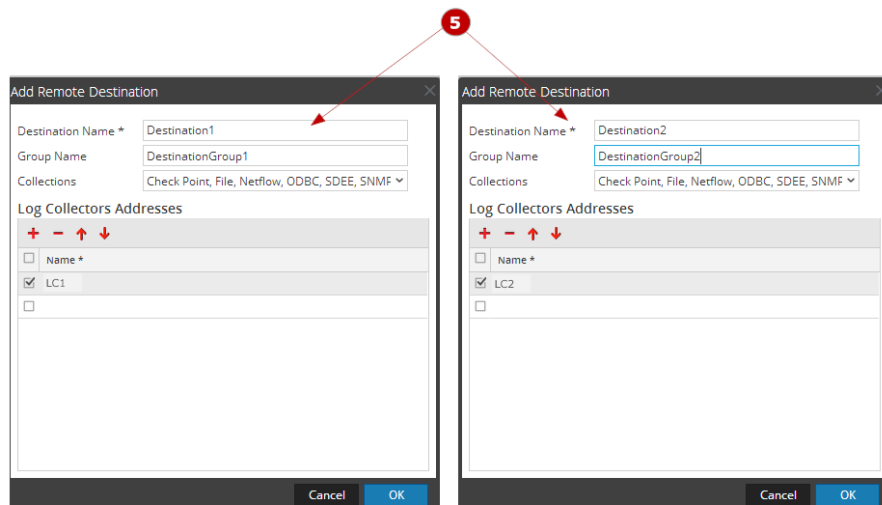 5
Add Remote Destination
Destination Name * Destination1
Group Name DestinationGroup1
Collections Check Point, File, Netflow, ODBC, SDEE, SNMF
Log Collectors Addresses
Name *
LC1
Cancel OK
Add Remote Destination
Destination Name * Destination2
Group Name DestinationGroup2
Collections Check Point, File, Netflow, ODBC, SDEE, SNMF
Log Collectors Addresses
Name *
LC2
Cancel OK